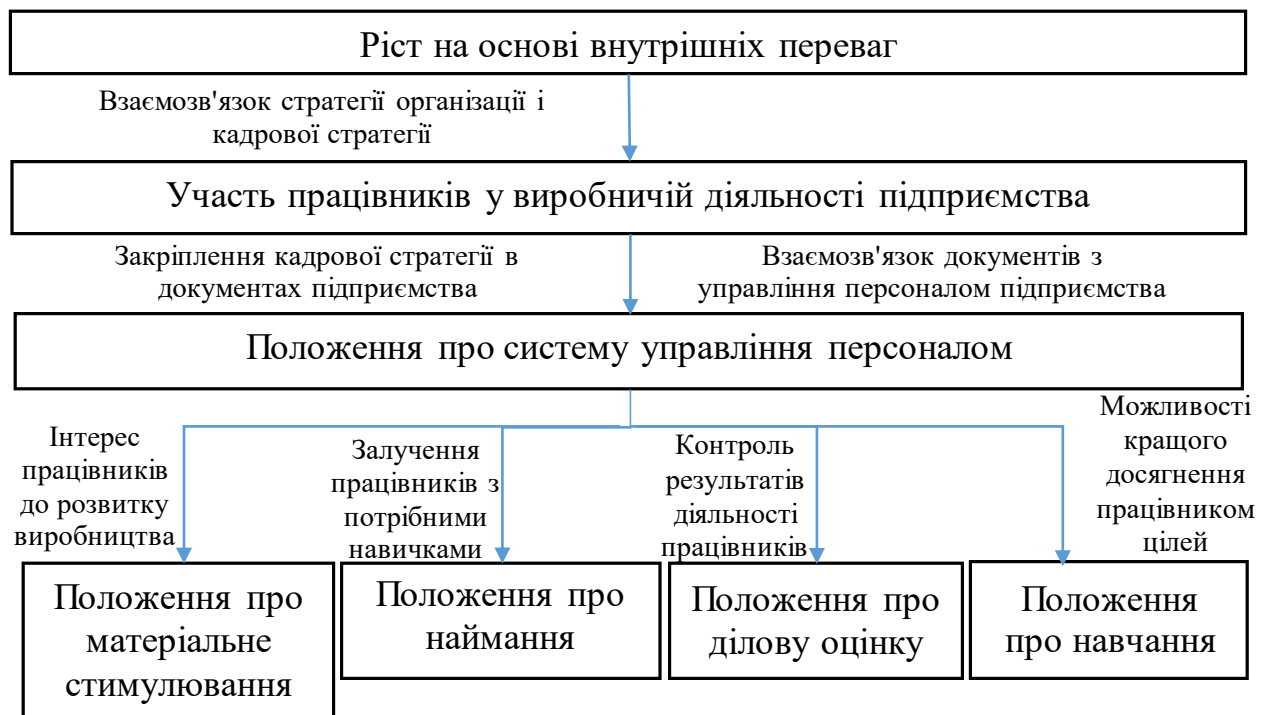 Ріст на основі внутрішніх переваг
Взаємозв'язок стратегії організації і
кадрової стратегії
Участь працівників у виробничій діяльності підприємства
Закріплення кадрової стратегії в
документах підприємства
Взаємозв'язок документів з
управління персоналом підприємства
Положення про систему управління персоналом
Інтерес
працівників
до розвитку
виробництва
Залучення
працівників з
потрібними
навичками
Контроль
результатів
діяльності
працівників
Можливості
кращого
досягнення
працівником
цілей
Положення про
матеріальне
стимулювання
Положення про
наймання
Положення про
ділову оцінку
Положення
про навчання